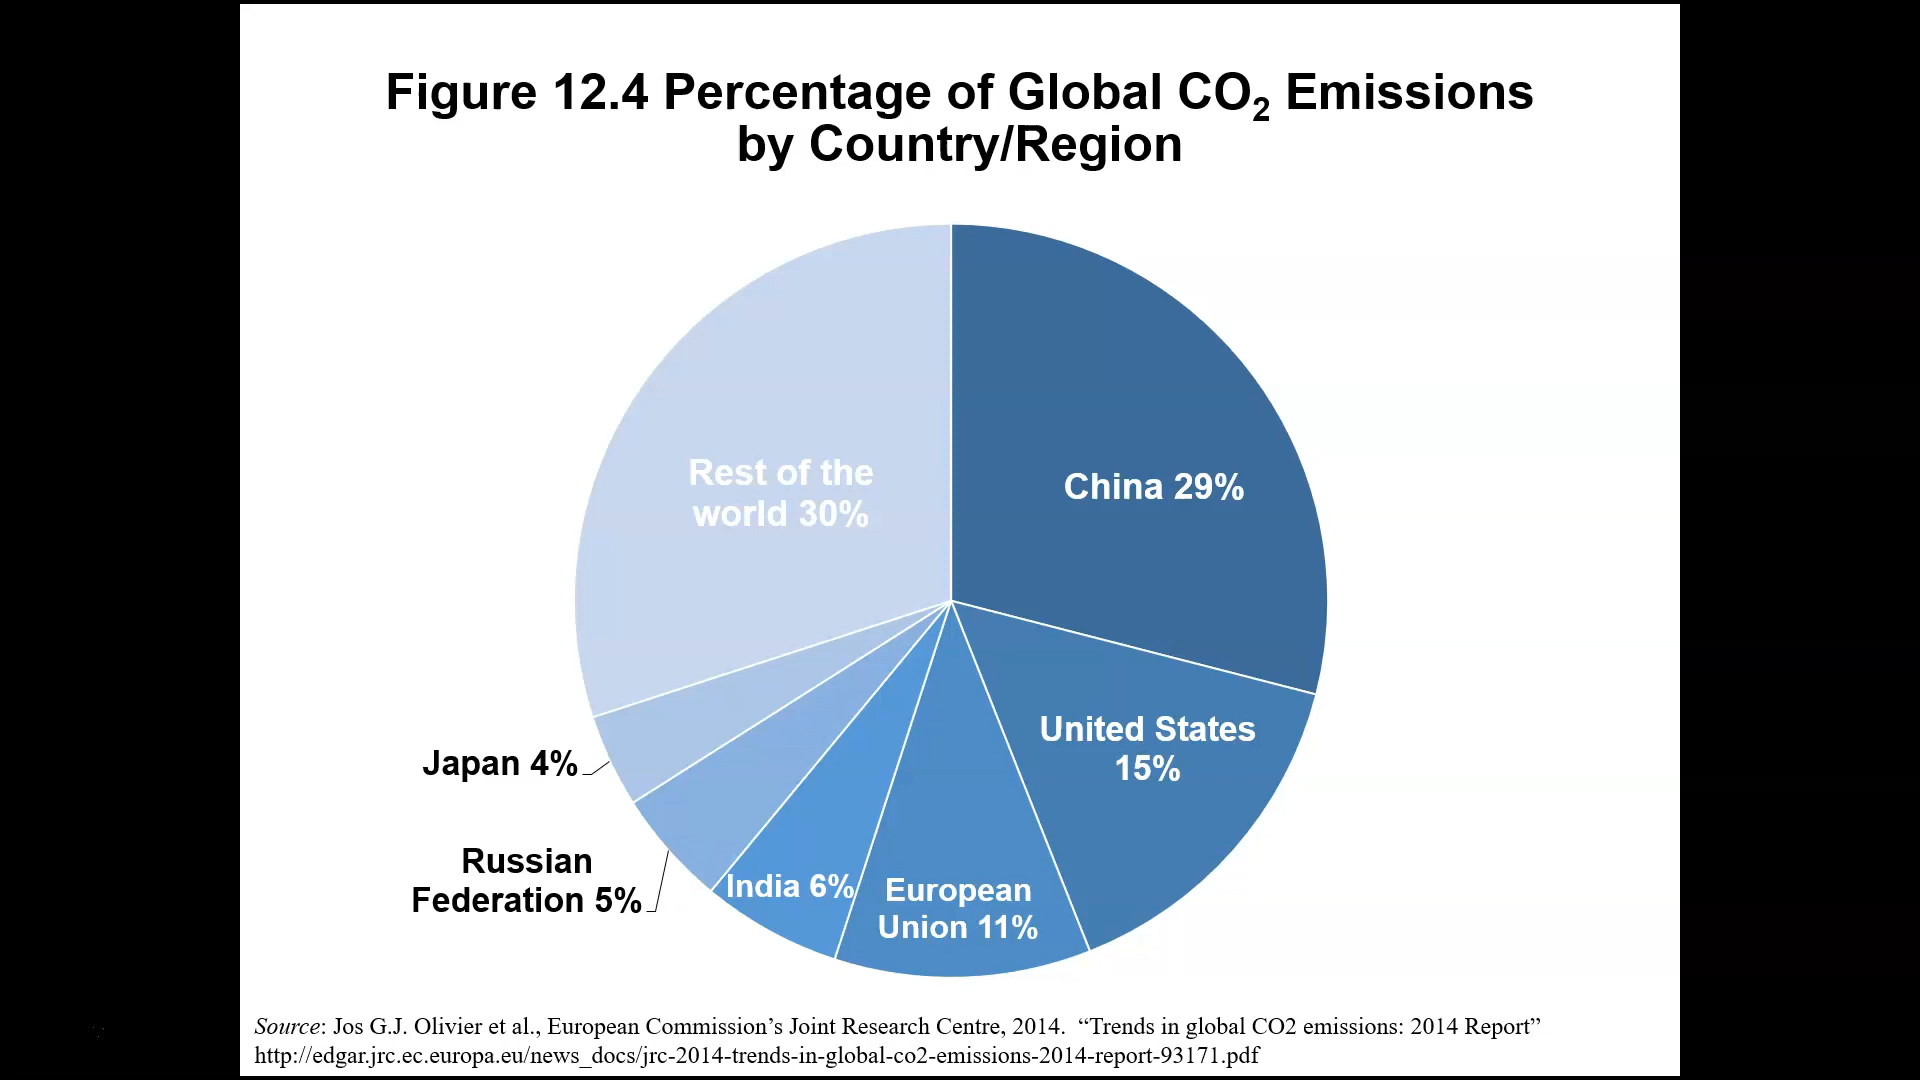 Figure 12.4 Percentage of Global CO₂ Emissions
by Country/Region
Rest of the
world 30%
China 29%
United States
15%
Japan 4%
Russian
Federation 5%
India 6%
European
Union 11%
Source: Jos G.J. Olivier et al., European Commission’s Joint Research Centre, 2014.  “Trends in global CO2 emissions: 2014 Report”
http://edgar.jrc.ec.europa.eu/news_docs/jrc-2014-trends-in-global-co2-emissions-2014-report-93171.pdf